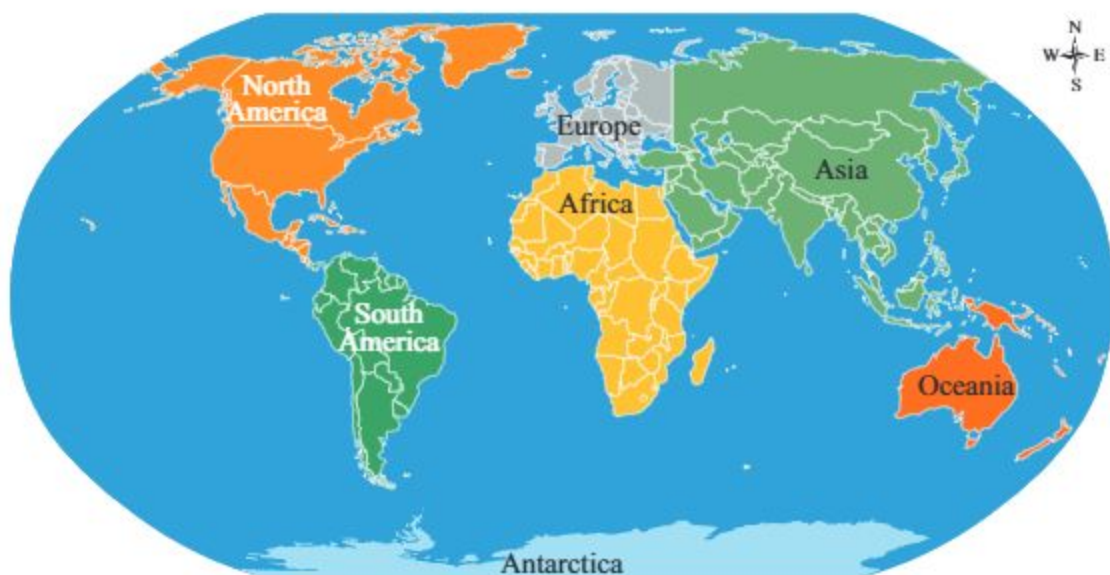 N
W E
S
North
America
Europe
Asia
Africa
South
America
Oceania
Antarctica